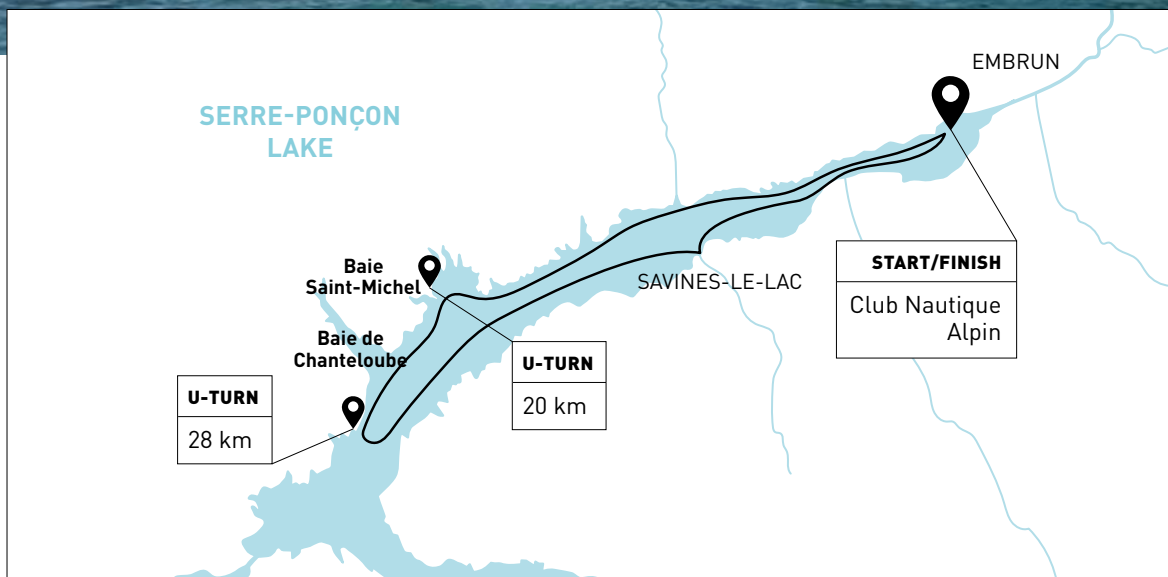 EMBRUN
SERRE-PONÇON
LAKE
START/FINISH
Club Nautique
Alpin
Baie
Saint-Michel
SAVINES-LE-LAC
Baie de
Chanteloube
U-TURN
20 km
U-TURN
28 km